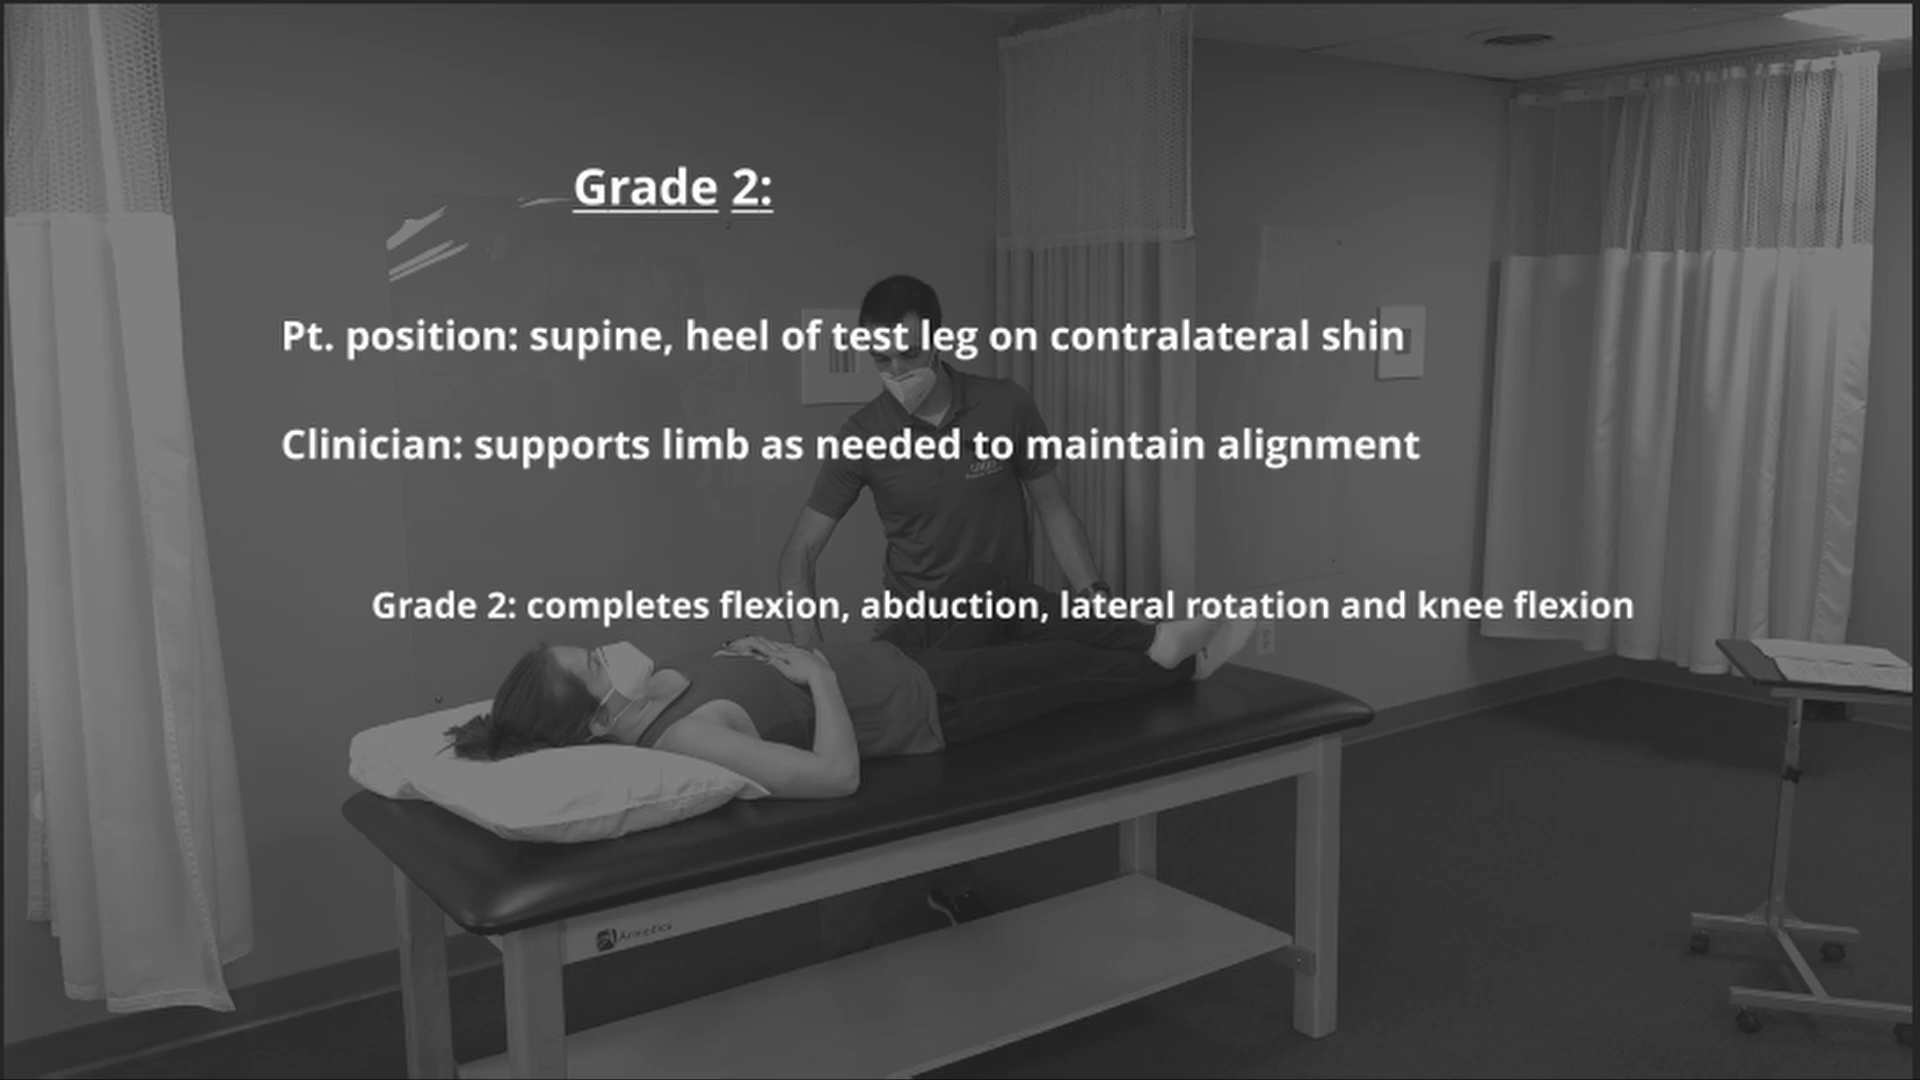 Grade 2:
Pt. position: supine, heel of test leg on contralateral shin
Clinician: supports limb as needed to maintain alignment
Grade 2: completes flexion, abduction, lateral rotation and knee flexion
Armedica